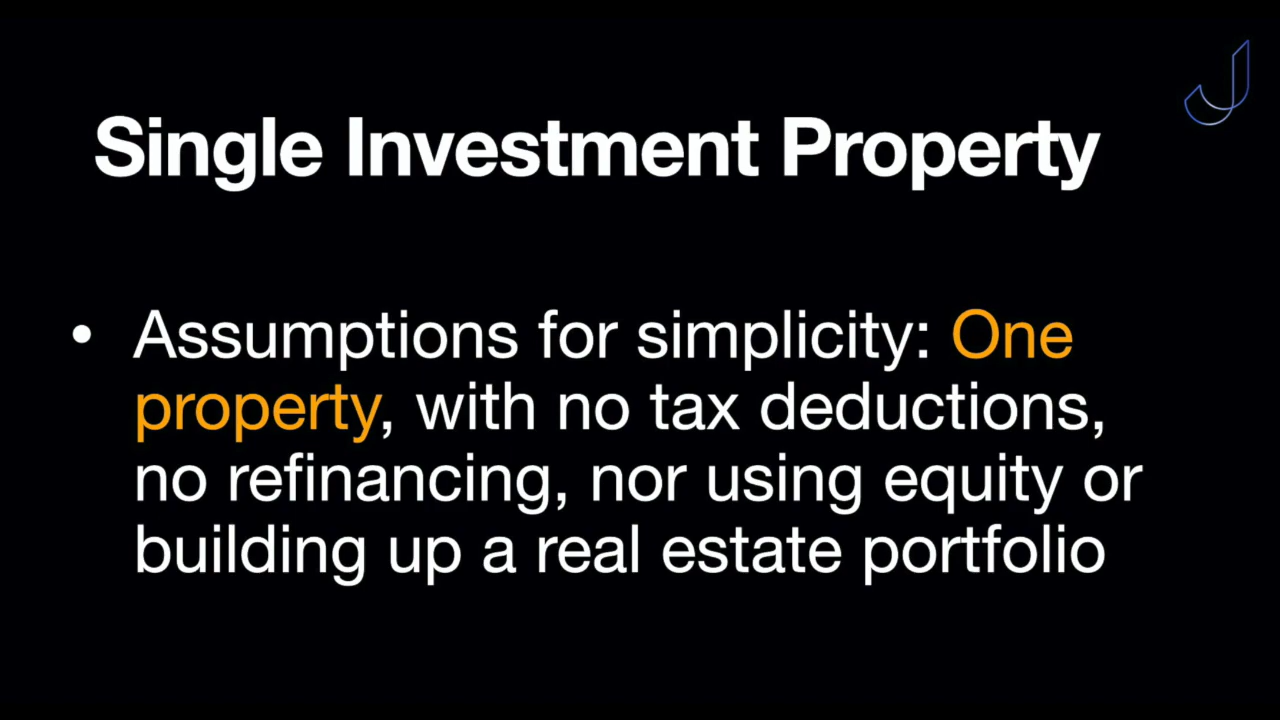 Single Investment Property
• Assumptions for simplicity: One
property, with no tax deductions,
no refinancing, nor using equity or
building up a real estate portfolio